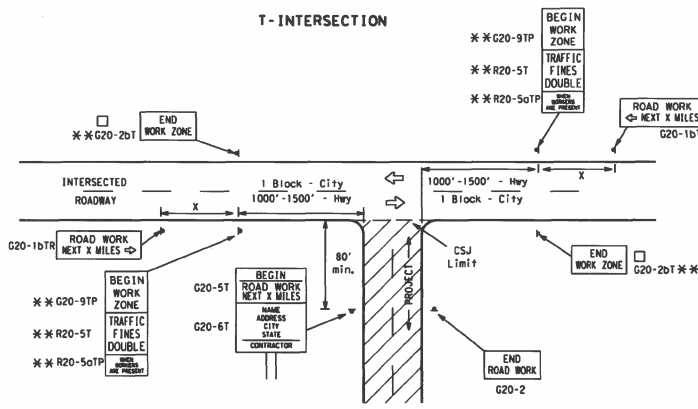 T-INTERSECTION
BEGIN
WORK
ZONE
**G20-9TP
TRAFFIC
FINES
DOUBLE
**R20-5T
WHEN
WORKERS
ARE PRESENT
**R20-5aTP
ROAD WORK
⇦ NEXT X MILES
G20-1bT
END
WORK ZONE
□
**G20-2bT
INTERSECTED
ROADWAY
1 Block - City
1000'-1500' - Hwy
X
⇦
⇨
1000'-1500' - Hwy
1 Block - City
X
G20-1bTR
ROAD WORK
NEXT X MILES ⇨
80'
min.
CSJ
Limit
PROJECT
END
WORK ZONE
□
G20-2bT **
BEGIN
WORK
ZONE
**G20-9TP
TRAFFIC
FINES
DOUBLE
**R20-5T
WHEN
WORKERS
ARE PRESENT
**R20-5aTP
G20-5T
BEGIN
ROAD WORK
NEXT X MILES
G20-6T
NAME
ADDRESS
CITY
STATE
CONTRACTOR
END
ROAD WORK
G20-2